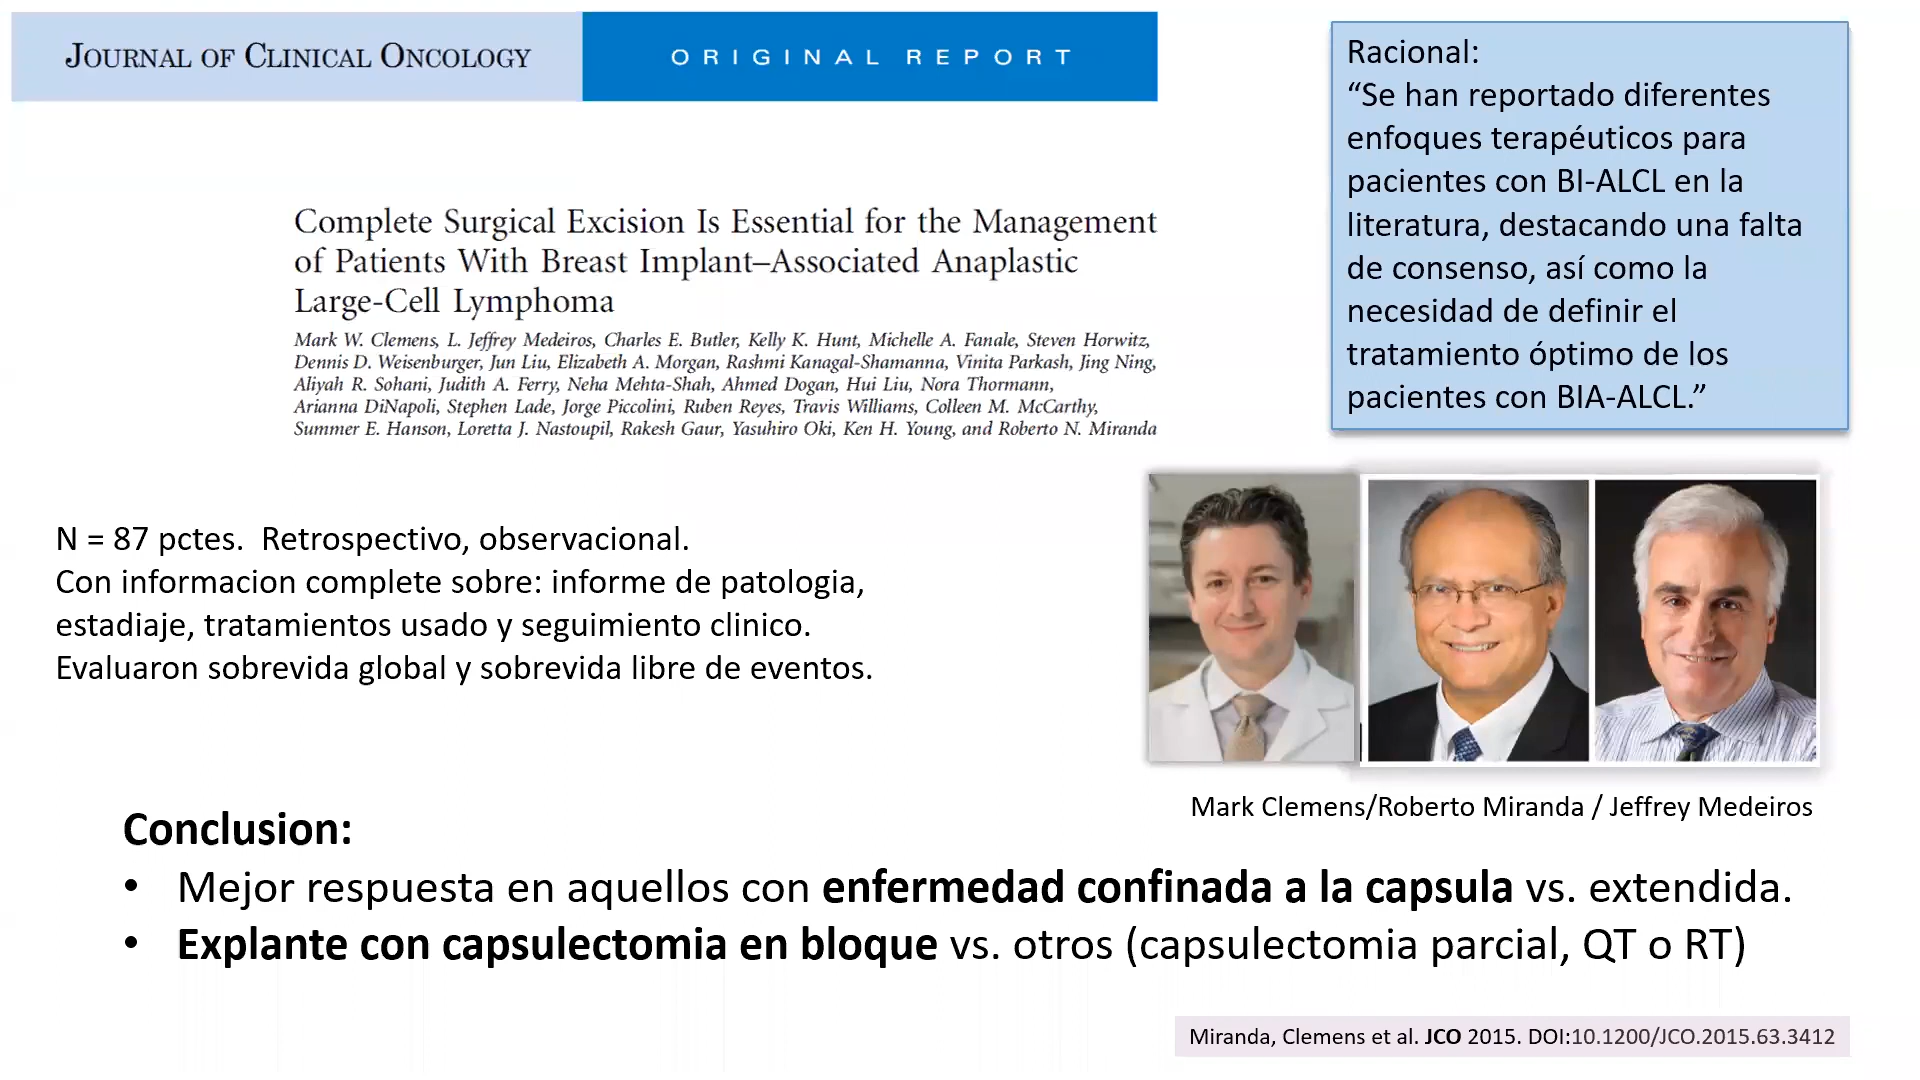 JOURNAL OF CLINICAL ONCOLOGY
ORIGINAL REPORT
Complete Surgical Excision Is Essential for the Management
of Patients With Breast Implant–Associated Anaplastic
Large-Cell Lymphoma
Mark W. Clemens, L. Jeffrey Medeiros, Charles E. Butler, Kelly K. Hunt, Michelle A. Fanale, Steven Horwitz,
Dennis D. Weisenburger, Jun Liu, Elizabeth A. Morgan, Rashmi Kanagal-Shamanna, Vinita Parkash, Jing Ning,
Aliyah R. Sohani, Judith A. Ferry, Neha Mehta-Shah, Ahmed Dogan, Hui Liu, Nora Thormann,
Arianna DiNapoli, Stephen Lade, Jorge Piccolini, Ruben Reyes, Travis Williams, Colleen M. McCarthy,
Summer E. Hanson, Loretta J. Nastoupil, Rakesh Gaur, Yasuhiro Oki, Ken H. Young, and Roberto N. Miranda
Racional:
“Se han reportado diferentes
enfoques terapéuticos para
pacientes con BI-ALCL en la
literatura, destacando una falta
de consenso, así como la
necesidad de definir el
tratamiento óptimo de los
pacientes con BIA-ALCL.”
N = 87 pctes. Retrospectivo, observacional.
Con informacion complete sobre: informe de patologia,
estadiaje, tratamientos usado y seguimiento clinico.
Evaluaron sobrevida global y sobrevida libre de eventos.
Mark Clemens/Roberto Miranda / Jeffrey Medeiros
Conclusion:
• Mejor respuesta en aquellos con enfermedad confinada a la capsula vs. extendida.
• Explante con capsulectomia en bloque vs. otros (capsulectomia parcial, QT o RT)
Miranda, Clemens et al. JCO 2015. DOI:10.1200/JCO.2015.63.3412